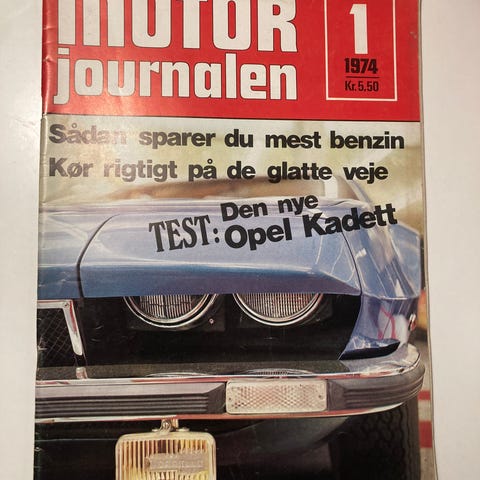 MOTOR
journalen
1
1974
Kr. 5.50
Sådan sparer du mest benzin
Kør rigtigt på de glatte veje
TEST: Den nye
Opel Kadett